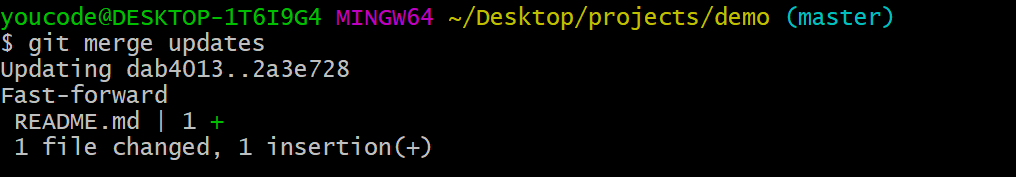 youcode@DESKTOP-1T6I9G4 MINGW64 ~/Desktop/projects/demo (master)
$ git merge updates
Updating dab4013..2a3e728
Fast-forward
 README.md | 1 +
 1 file changed, 1 insertion(+)